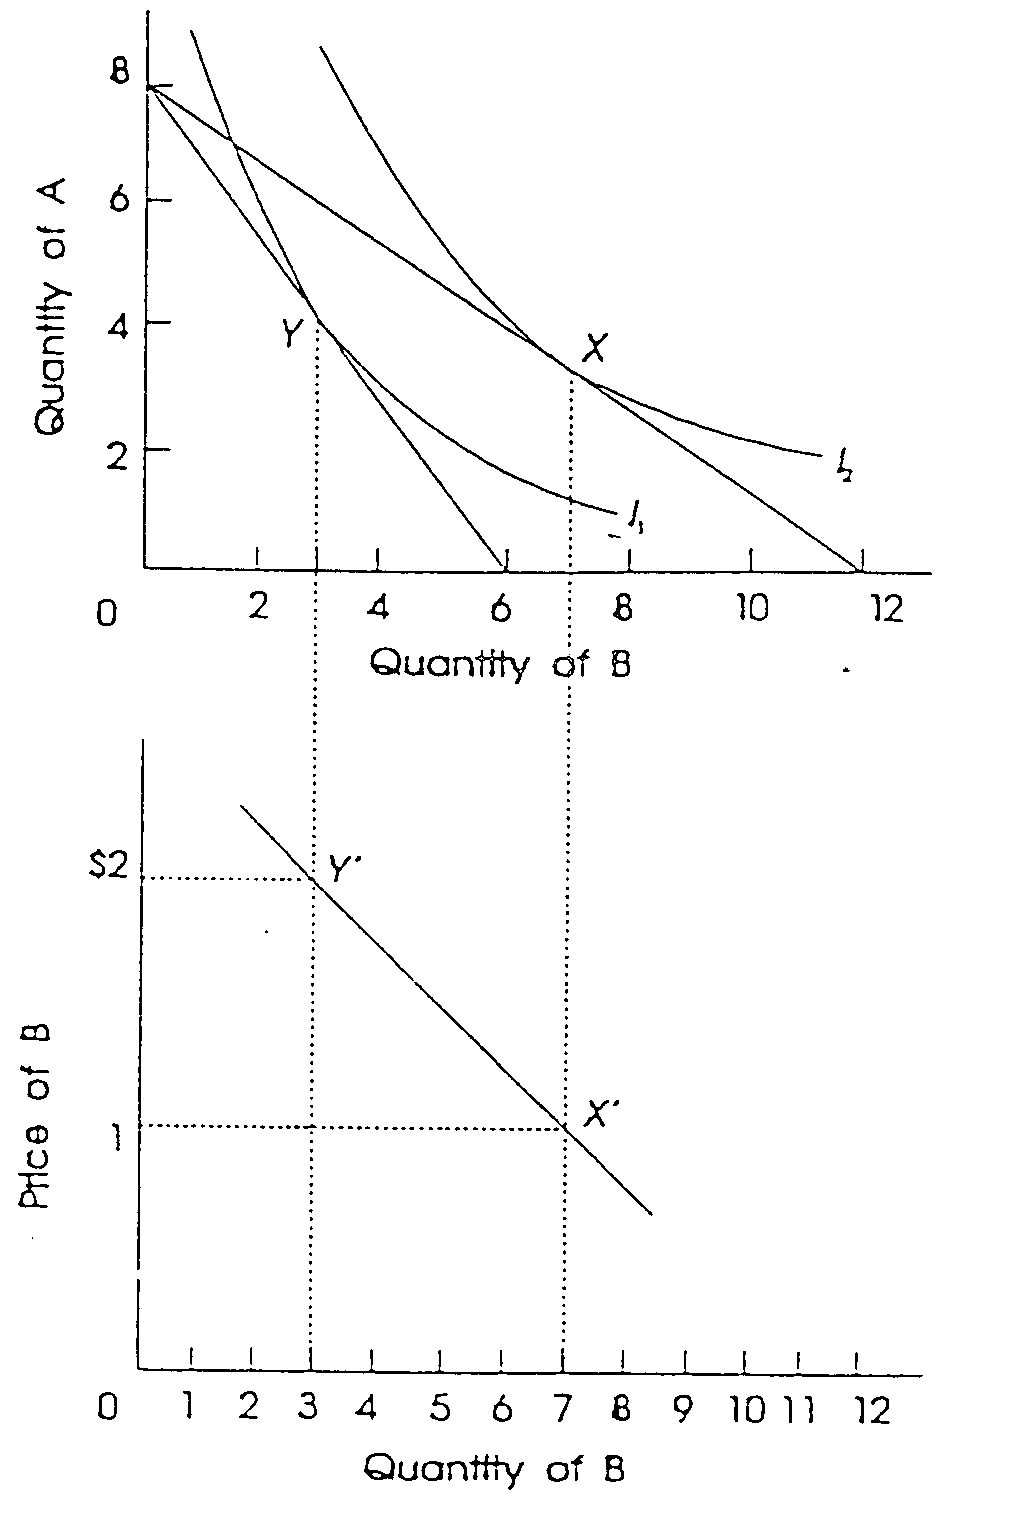 8
6
4
2
Quantity of A
Y
X
I₂
I₁
0 2 4 6 8 10 12
Quantity of B
$2
1
Price of B
Y'
X'
0 1 2 3 4 5 6 7 8 9 10 11 12
Quantity of B